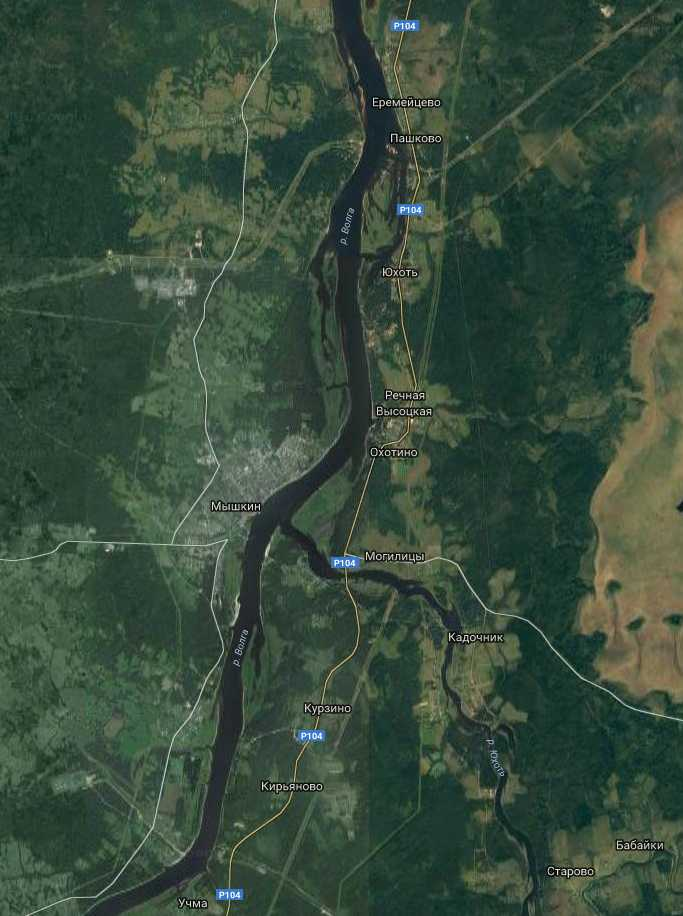 Р104
Еремейцево
Пашково
Р104
р. Волга
Юхоть
Речная
Высоцкая
Охотино
Мышкин
Могилицы
Р104
Кадочник
р. Волга
Курзино
Р104
р. Юхоть
Кирьяново
Бабайки
Старово
Р104
Учма